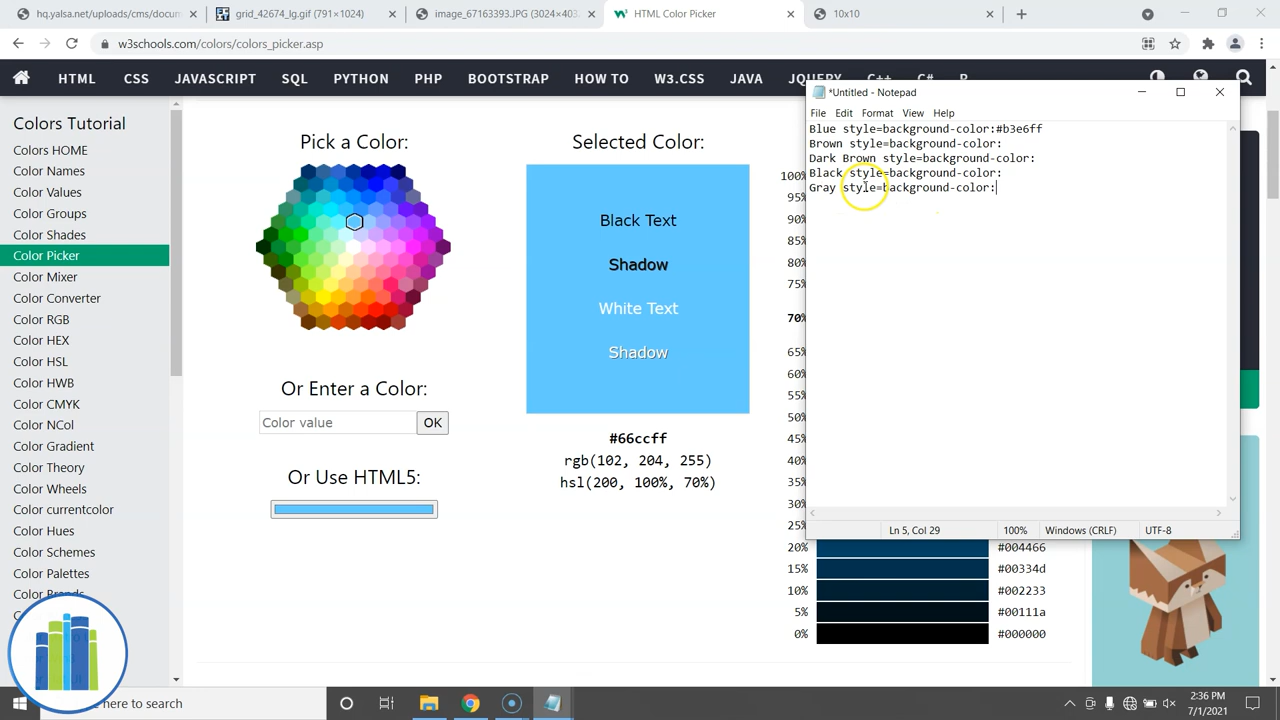 hq.yalsa.net/uploads/cms/docum
grid_42674_lg.gif (791×1024)
image_67163393.JPG (3024×403
HTML Color Picker
10x10
w3schools.com/colors/colors_picker.asp
HTML CSS JAVASCRIPT SQL PYTHON PHP BOOTSTRAP HOW TO W3.CSS JAVA JQUERY C++ C# R
Colors Tutorial
Colors HOME
Color Names
Color Values
Color Groups
Color Shades
Color Picker
Color Mixer
Color Converter
Color RGB
Color HEX
Color HSL
Color HWB
Color CMYK
Color NCol
Color Gradient
Color Theory
Color Wheels
Color currentcolor
Color Hues
Color Schemes
Color Palettes
Color Brands
Pick a Color:
Or Enter a Color:
Color value
OK
Or Use HTML5:
Selected Color:
Black Text
Shadow
White Text
Shadow
#66ccff
rgb(102, 204, 255)
hsl(200, 100%, 70%)
100%
95%
90%
85%
80%
75%
70%
65%
60%
55%
50%
45%
40%
35%
30%
25%
20% #004466
15% #00334d
10% #002233
5% #00111a
0% #000000
*Untitled - Notepad
File Edit Format View Help
Blue style=background-color:#b3e6ff
Brown style=background-color:
Dark Brown style=background-color:
Black style=background-color:
Gray style=background-color:
Ln 5, Col 29
100%
Windows (CRLF)
UTF-8
here to search
2:36 PM
7/1/2021